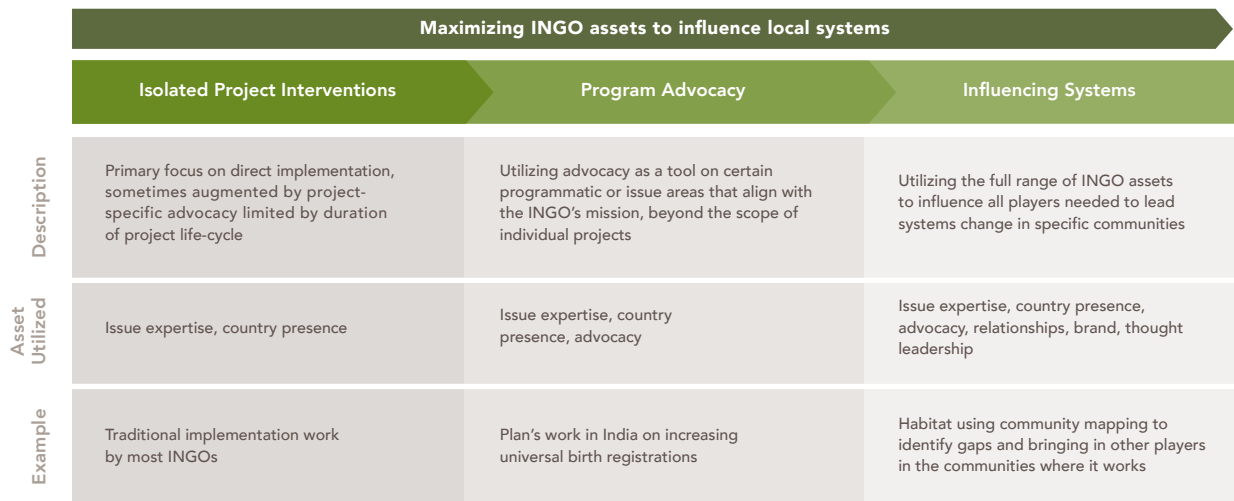 Maximizing INGO assets to influence local systems
Isolated Project Interventions
Program Advocacy
Influencing Systems
Description
Primary focus on direct implementation,
sometimes augmented by project-
specific advocacy limited by duration
of project life-cycle
Utilizing advocacy as a tool on certain
programmatic or issue areas that align with
the INGO’s mission, beyond the scope of
individual projects
Utilizing the full range of INGO assets
to influence all players needed to lead
systems change in specific communities
Asset
Utilized
Issue expertise, country presence
Issue expertise, country
presence, advocacy
Issue expertise, country presence,
advocacy, relationships, brand, thought
leadership
Example
Traditional implementation work
by most INGOs
Plan’s work in India on increasing
universal birth registrations
Habitat using community mapping to
identify gaps and bringing in other players
in the communities where it works